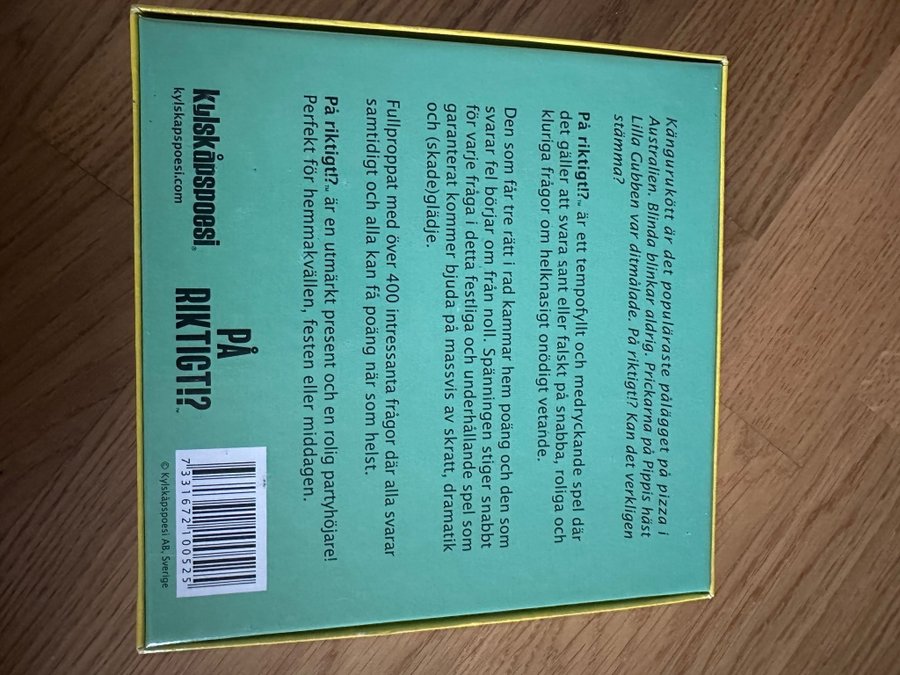 Kängurukött är det populäraste pålägget på pizza i
Australien. Blinda blinkar aldrig. Prickarna på Pippis häst
Lilla Gubben var ditmålade. På riktigt!? Kan det verkligen
stämma?
På riktigt!?™ är ett tempofyllt och medryckande spel där
det gäller att svara sant eller falskt på snabba, roliga och
kluriga frågor om helknasigt onödigt vetande.
Den som får tre rätt i rad kammar hem poäng och den som
svarar fel börjar om från noll. Spänningen stiger snabbt
för varje fråga i detta festliga och underhållande spel som
garanterat kommer bjuda på massvis av skratt, dramatik
och (skade)glädje.
Fullproppat med över 400 intressanta frågor där alla svarar
samtidigt och alla kan få poäng när som helst.
På riktigt!?™ är en utmärkt present och en rolig partyhöjare!
Perfekt för hemmakvällen, festen eller middagen.
kylskåpspoesi®
kylskapspoesi.com
PÅ
RIKTIGT!?™
7 331672 100525
© Kylskåpspoesi AB, Sverige